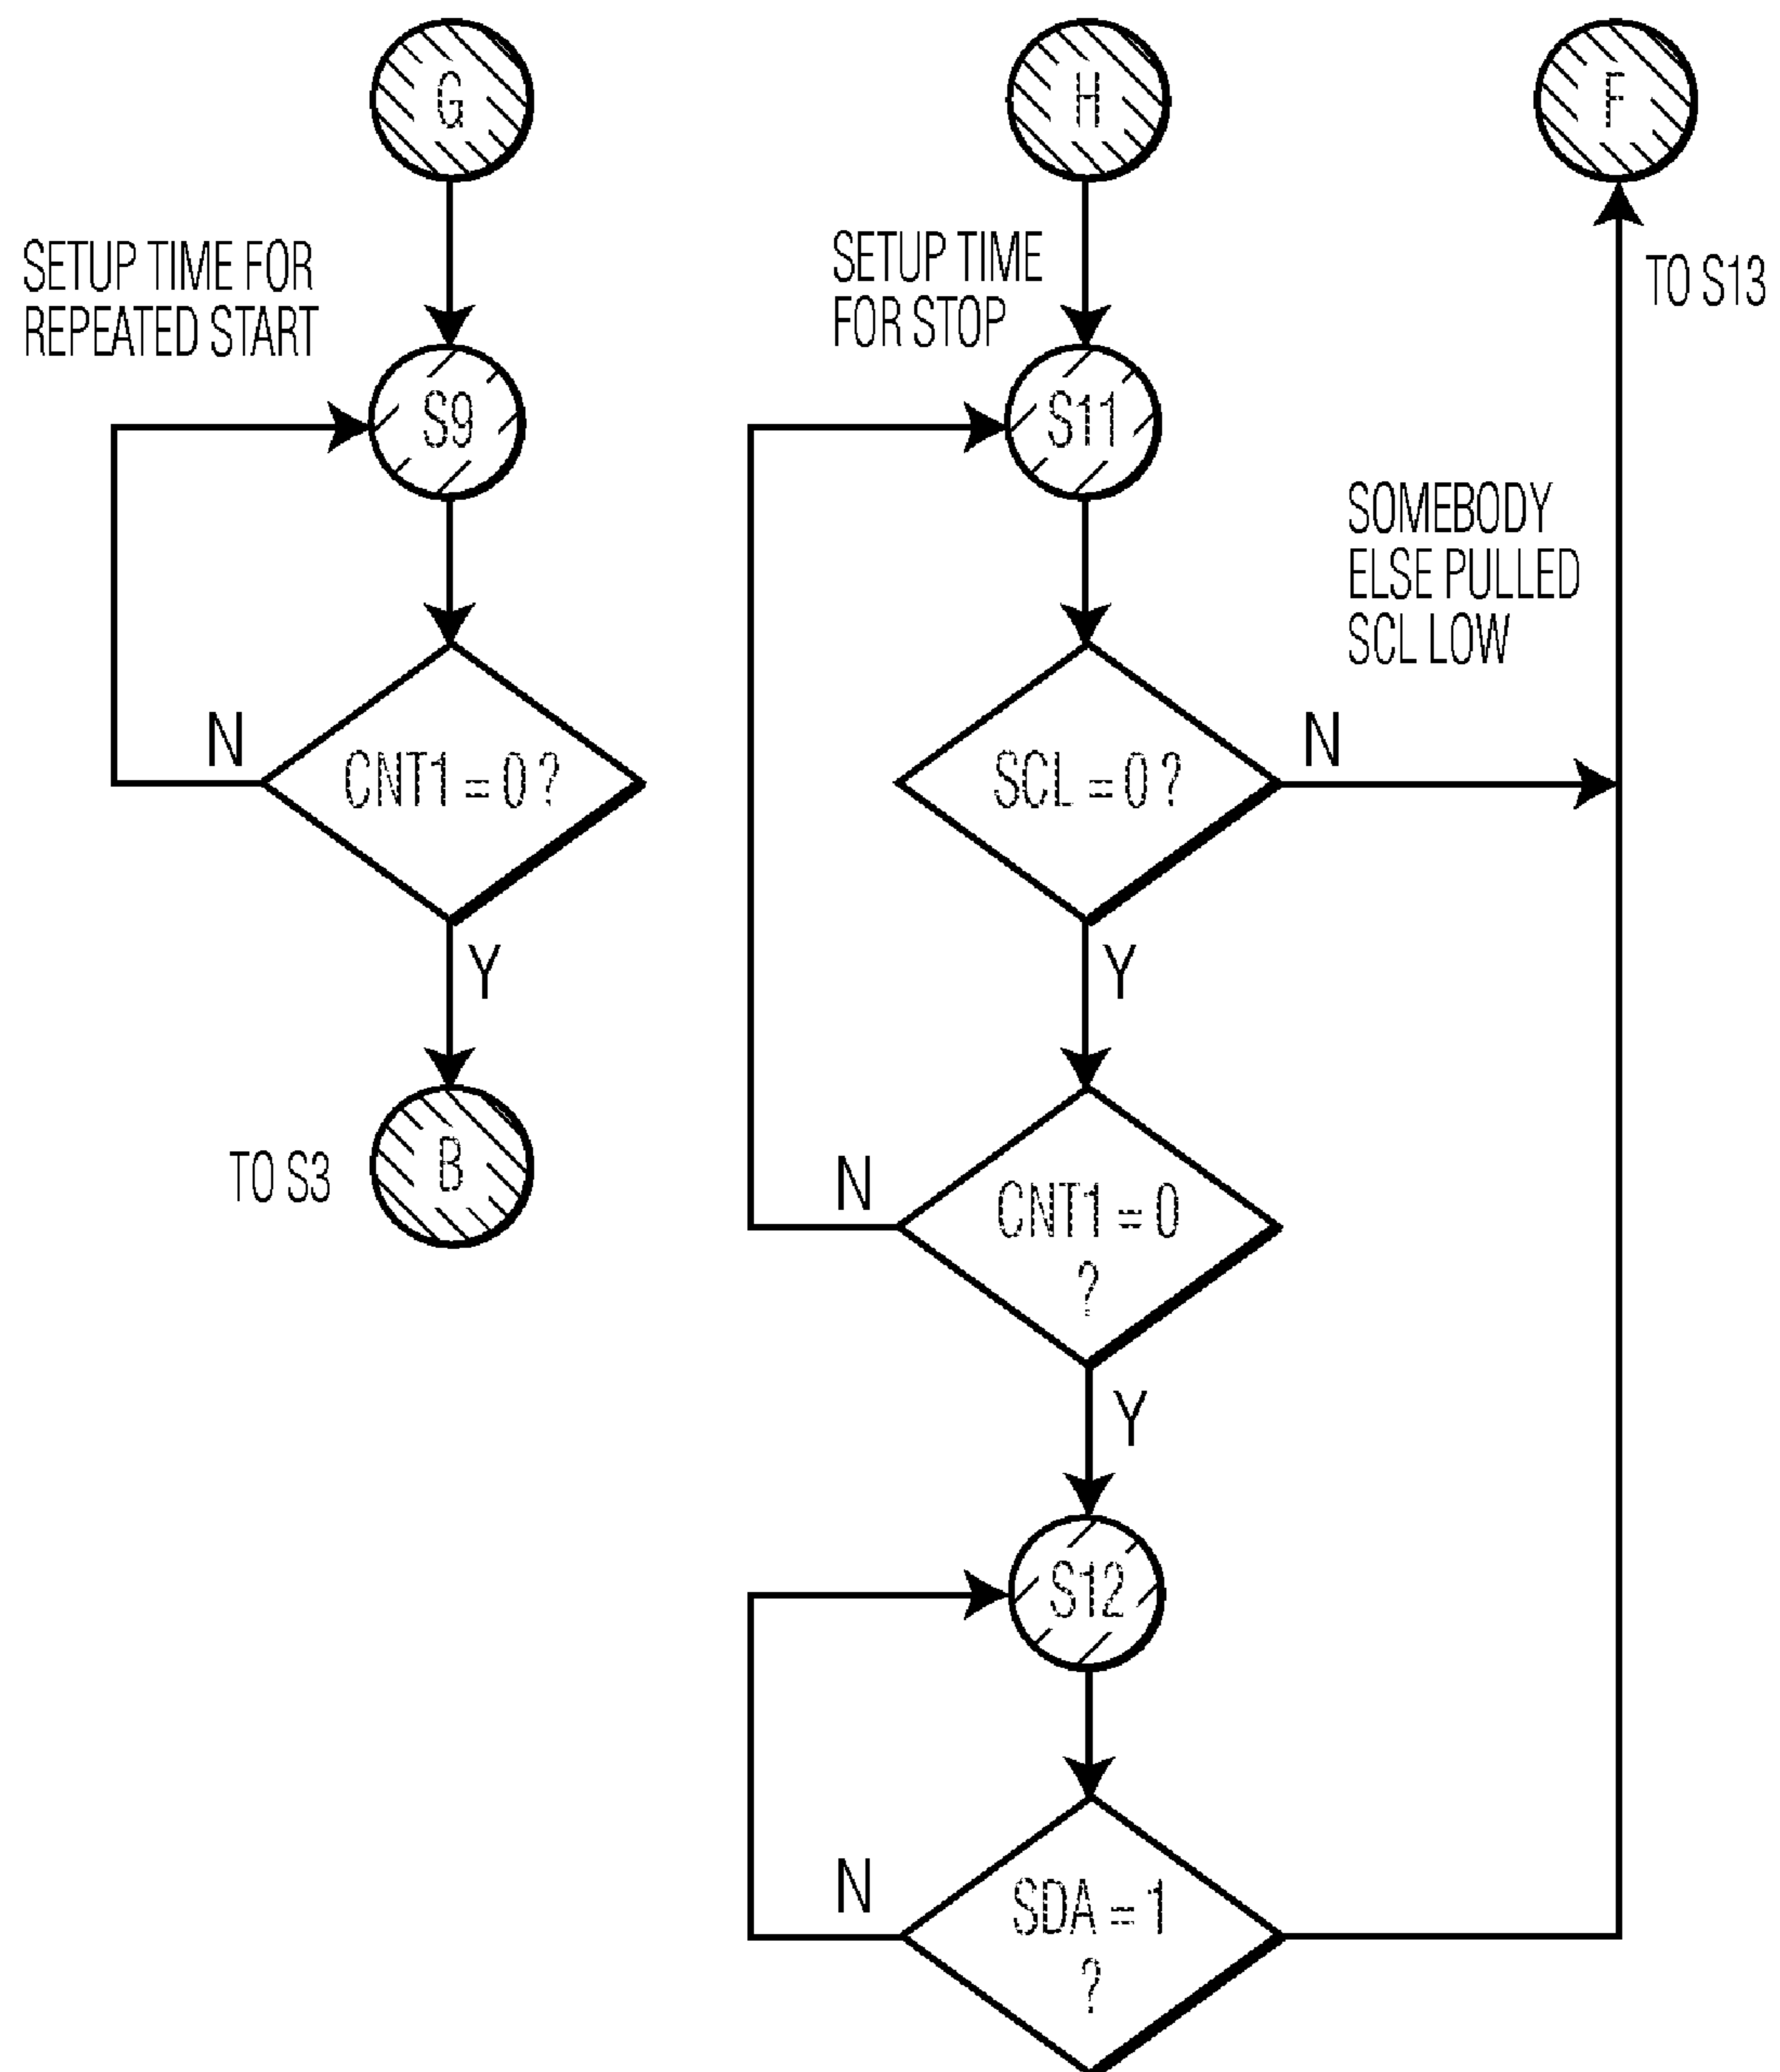 G
H
F
SETUP TIME FOR
REPEATED START
SETUP TIME
FOR STOP
TO S13
S9
S11
SOMEBODY
ELSE PULLED
SCL LOW
N
CNT1 = 0 ?
Y
SCL = 0 ?
N
Y
TO S3
B
N
CNT1 = 0
?
Y
S12
N
SDA = 1
?